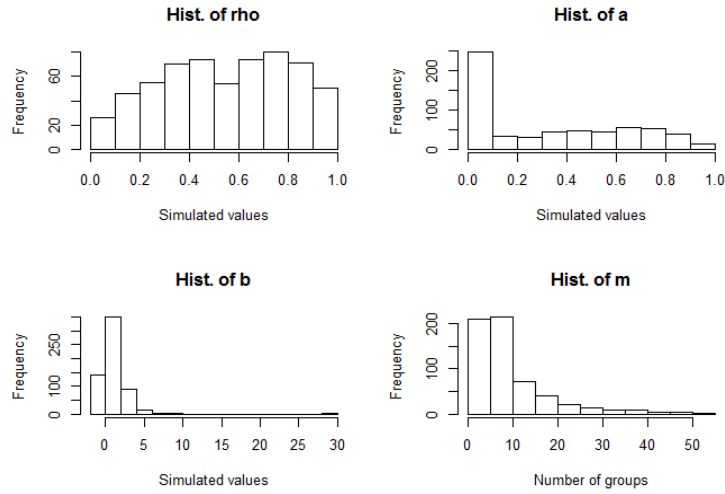 Hist. of rho
Frequency
0 20 60
0.0 0.2 0.4 0.6 0.8 1.0
Simulated values
Hist. of a
Frequency
0 100 200
0.0 0.2 0.4 0.6 0.8 1.0
Simulated values
Hist. of b
Frequency
0 100 250
0 5 10 15 20 25 30
Simulated values
Hist. of m
Frequency
0 100 200
0 10 20 30 40 50
Number of groups